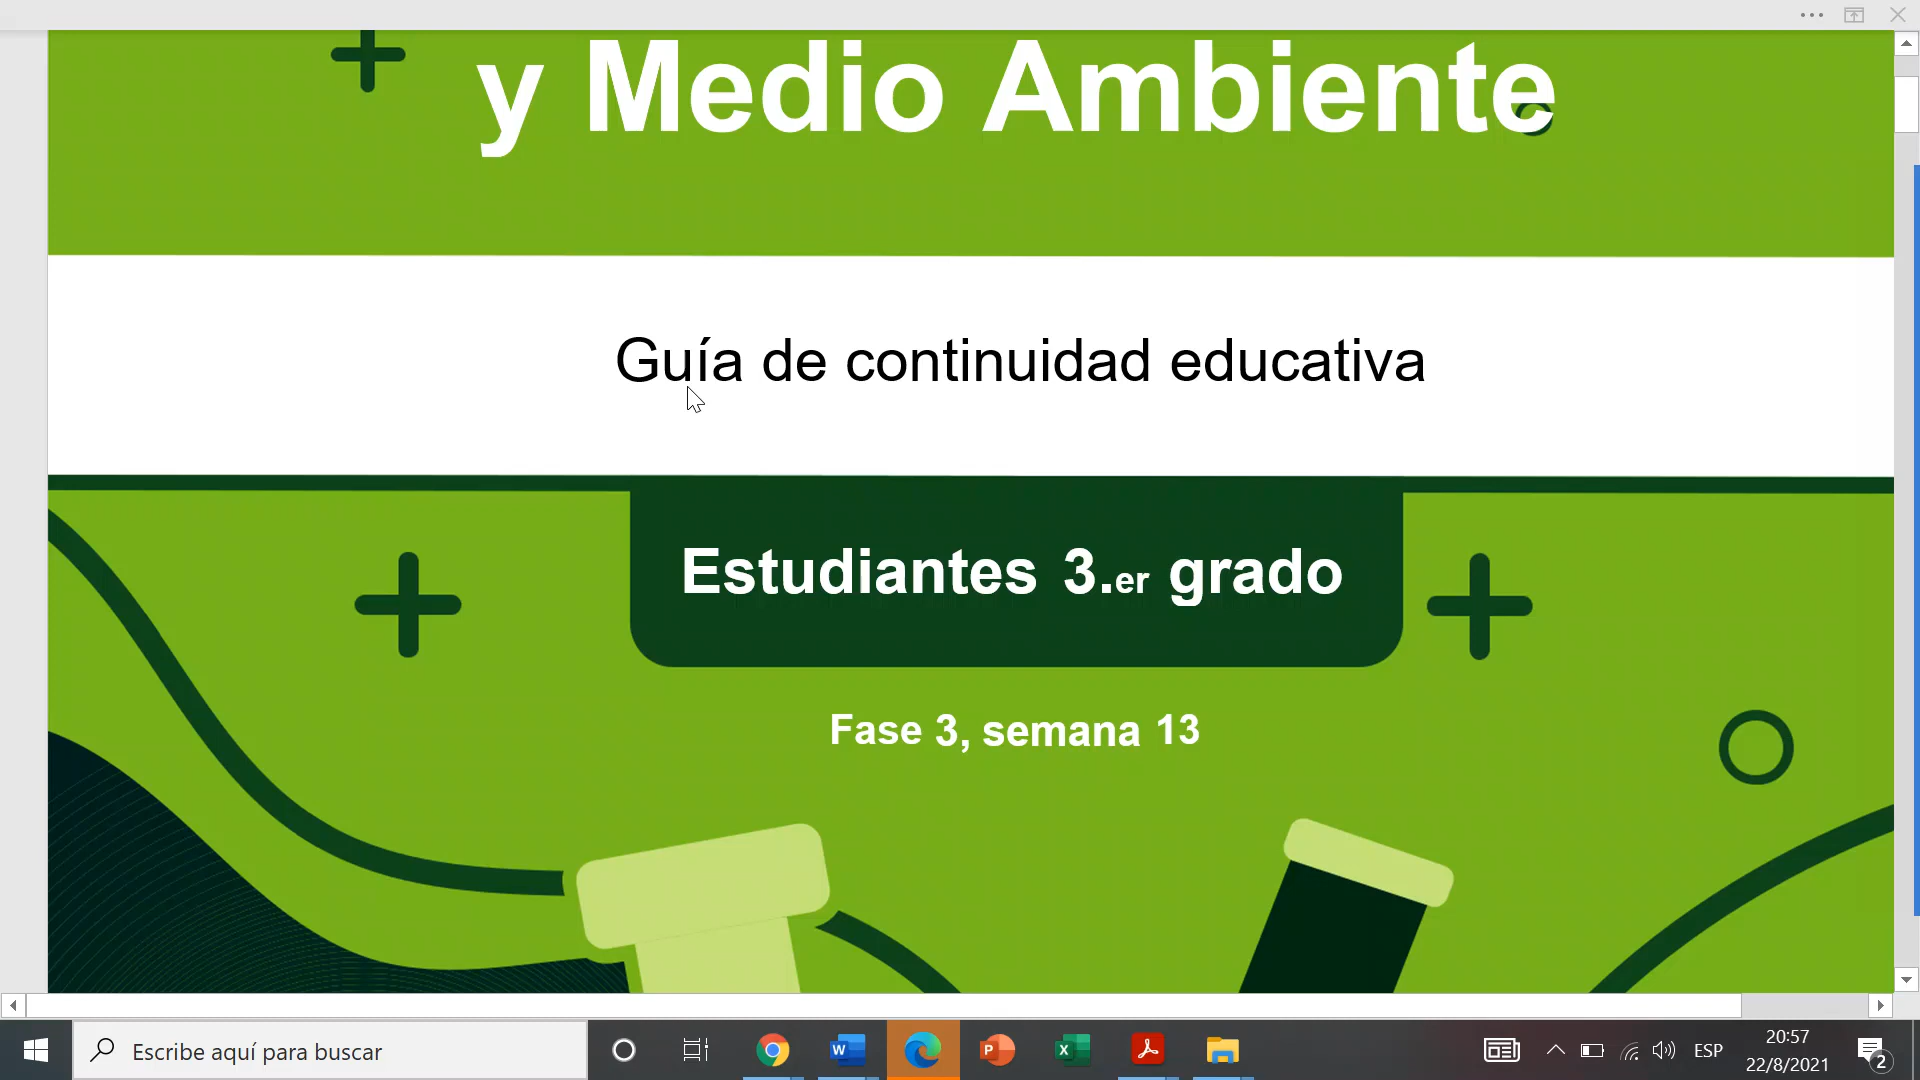 y Medio Ambiente
Guía de continuidad educativa
Estudiantes 3.er grado
Fase 3, semana 13
Escribe aquí para buscar
W
P
X
ESP
20:57
22/8/2021
2